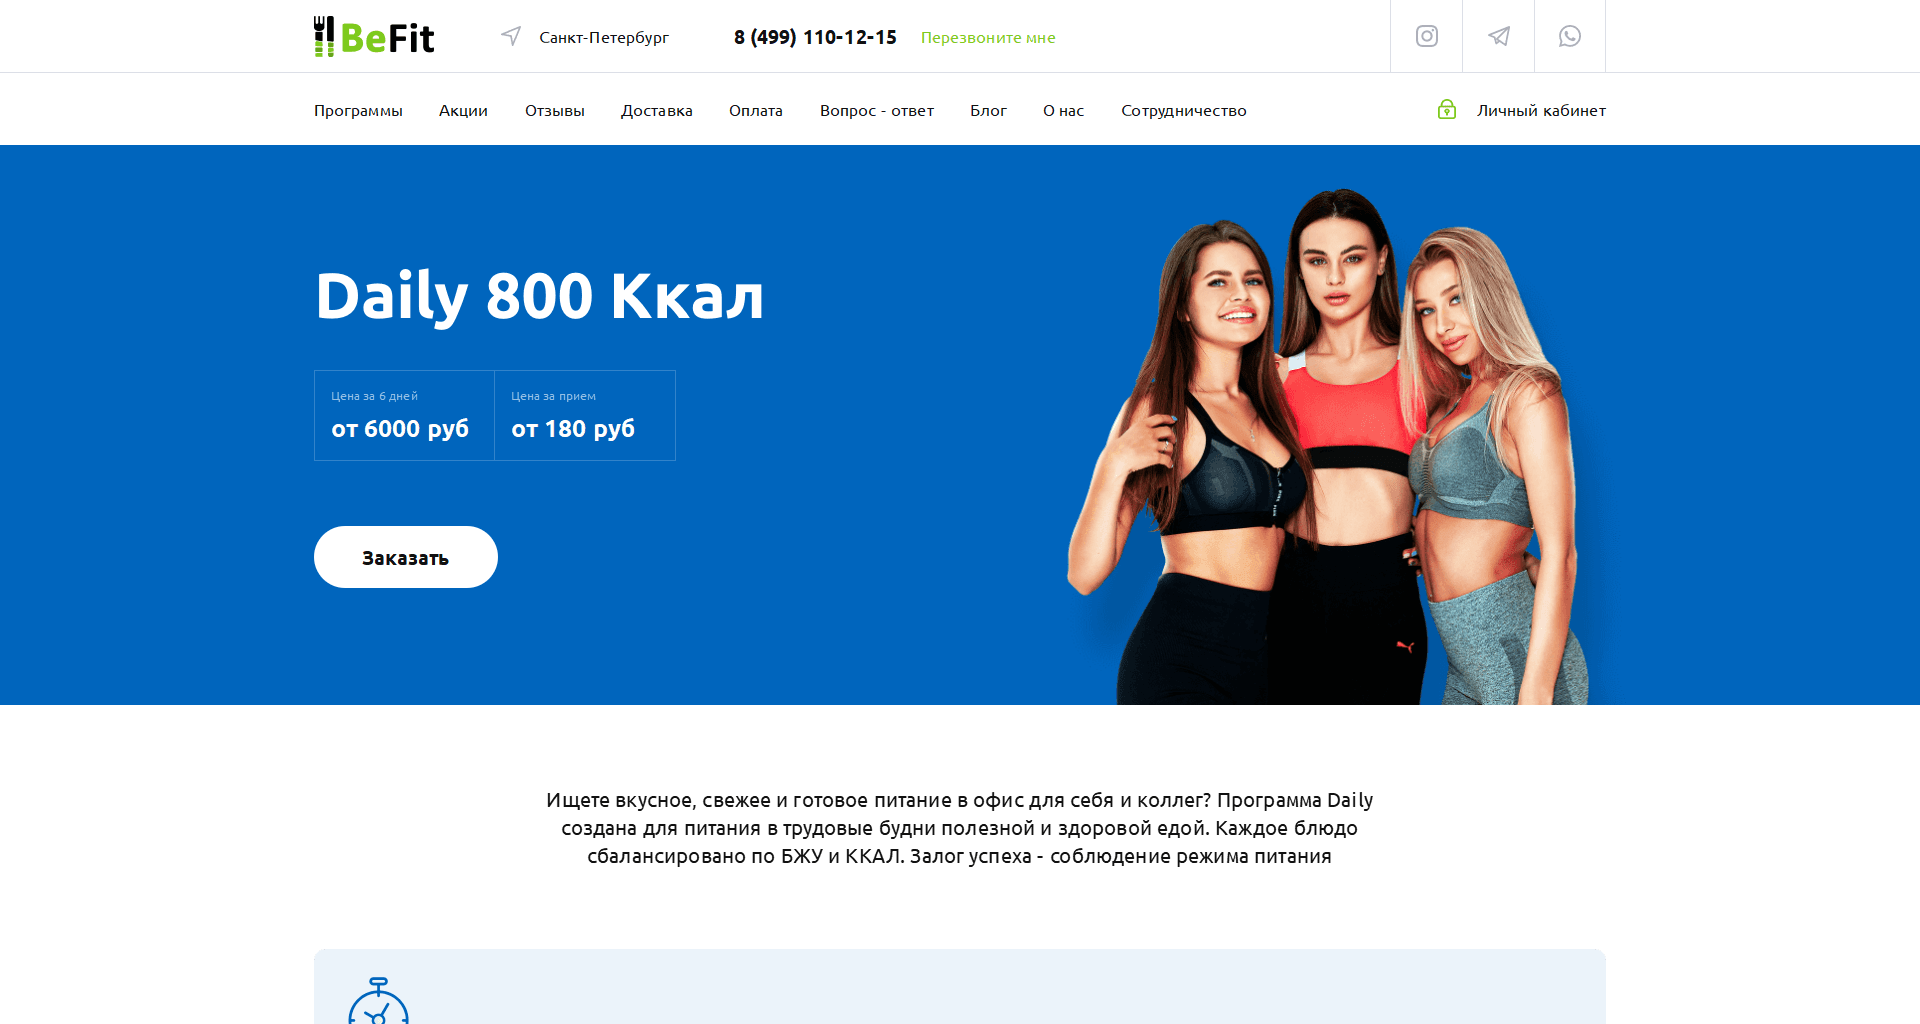 BeFit
Санкт-Петербург
8 (499) 110-12-15
Перезвоните мне
Программы
Акции
Отзывы
Доставка
Оплата
Вопрос - ответ
Блог
О нас
Сотрудничество
Личный кабинет
Daily 800 Ккал
Цена за 6 дней
от 6000 руб
Цена за прием
от 180 руб
Заказать
Ищете вкусное, свежее и готовое питание в офис для себя и коллег? Программа Daily
создана для питания в трудовые будни полезной и здоровой едой. Каждое блюдо
сбалансировано по БЖУ и ККАЛ. Залог успеха - соблюдение режима питания